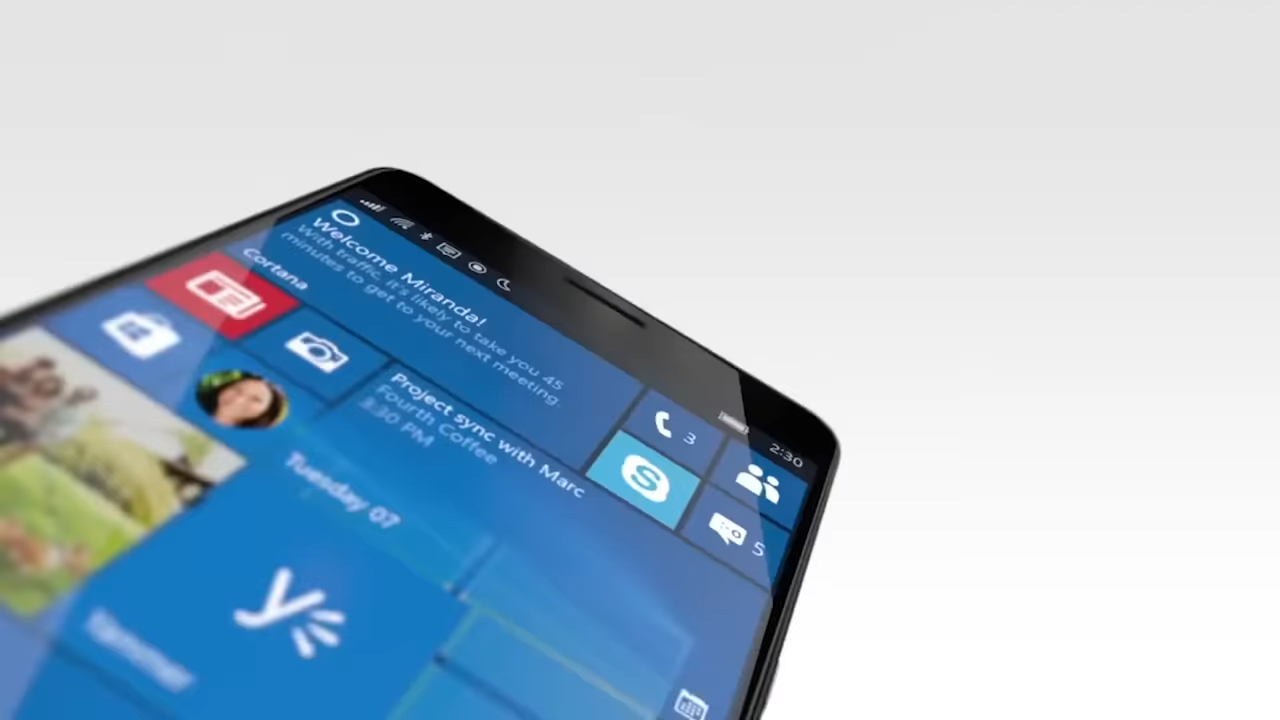 2:30
Welcome Miranda!
With traffic, it's likely to take you 45
minutes to get to your next meeting.
Cortana
3
5
Project sync with Marc
Fourth Coffee
3:30 PM
Tuesday 07
Yammer